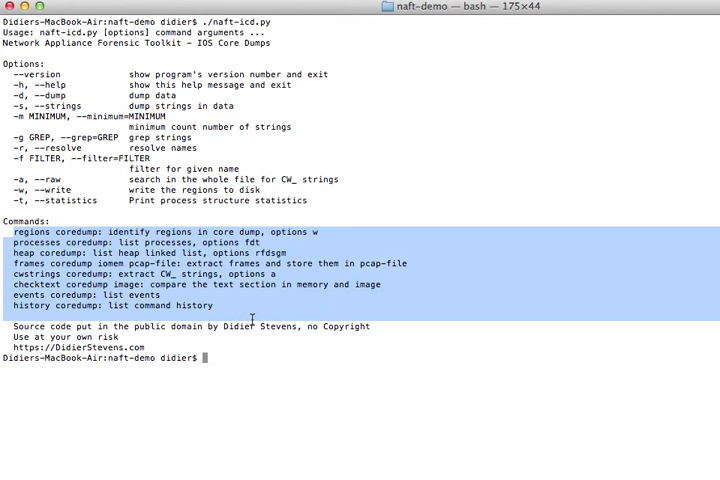 naft-demo — bash — 175×44
Didiers-MacBook-Air:naft-demo didier$ ./naft-icd.py
Usage: naft-icd.py [options] command arguments ...
Network Appliance Forensic Toolkit - IOS Core Dumps
Options:
--version show program's version number and exit
-h, --help show this help message and exit
-d, --dump dump data
-s, --strings dump strings in data
-m MINIMUM, --minimum=MINIMUM
minimum count number of strings
-g GREP, --grep=GREP grep strings
-r, --resolve resolve names
-f FILTER, --filter=FILTER
filter for given name
-a, --raw search in the whole file for CW_ strings
-w, --write write the regions to disk
-t, --statistics Print process structure statistics
Commands:
regions coredump: identify regions in core dump, options w
processes coredump: list processes, options fdt
heap coredump: list heap linked list, options rfdsgm
frames coredump iomem pcap-file: extract frames and store them in pcap-file
cwstrings coredump: extract CW_ strings, options a
checktext coredump image: compare the text section in memory and image
events coredump: list events
history coredump: list command history
Source code put in the public domain by Didier Stevens, no Copyright
Use at your own risk
https://DidierStevens.com
Didiers-MacBook-Air:naft-demo didier$